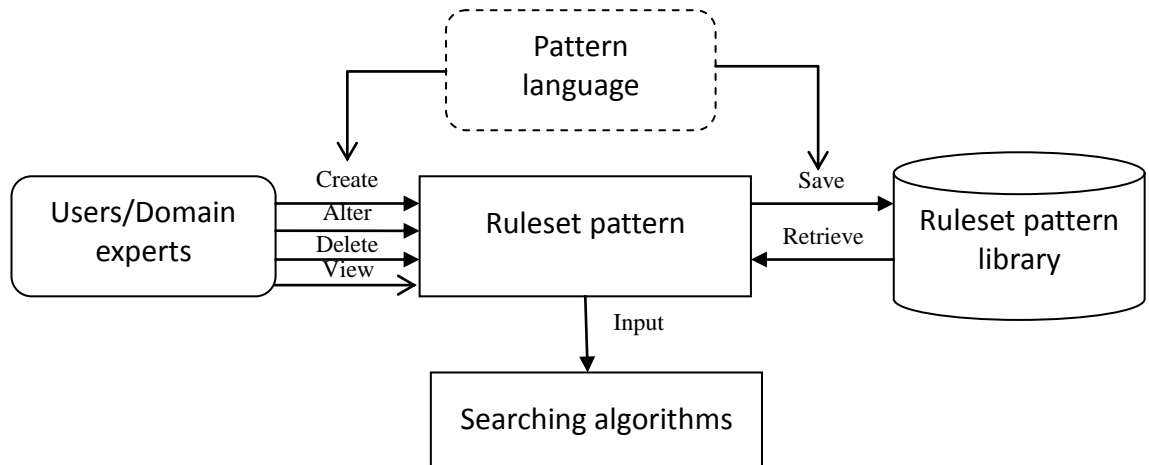 Pattern
language
Create
Alter
Delete
View
Users/Domain
experts
Ruleset pattern
Save
Retrieve
Ruleset pattern
library
Input
Searching algorithms